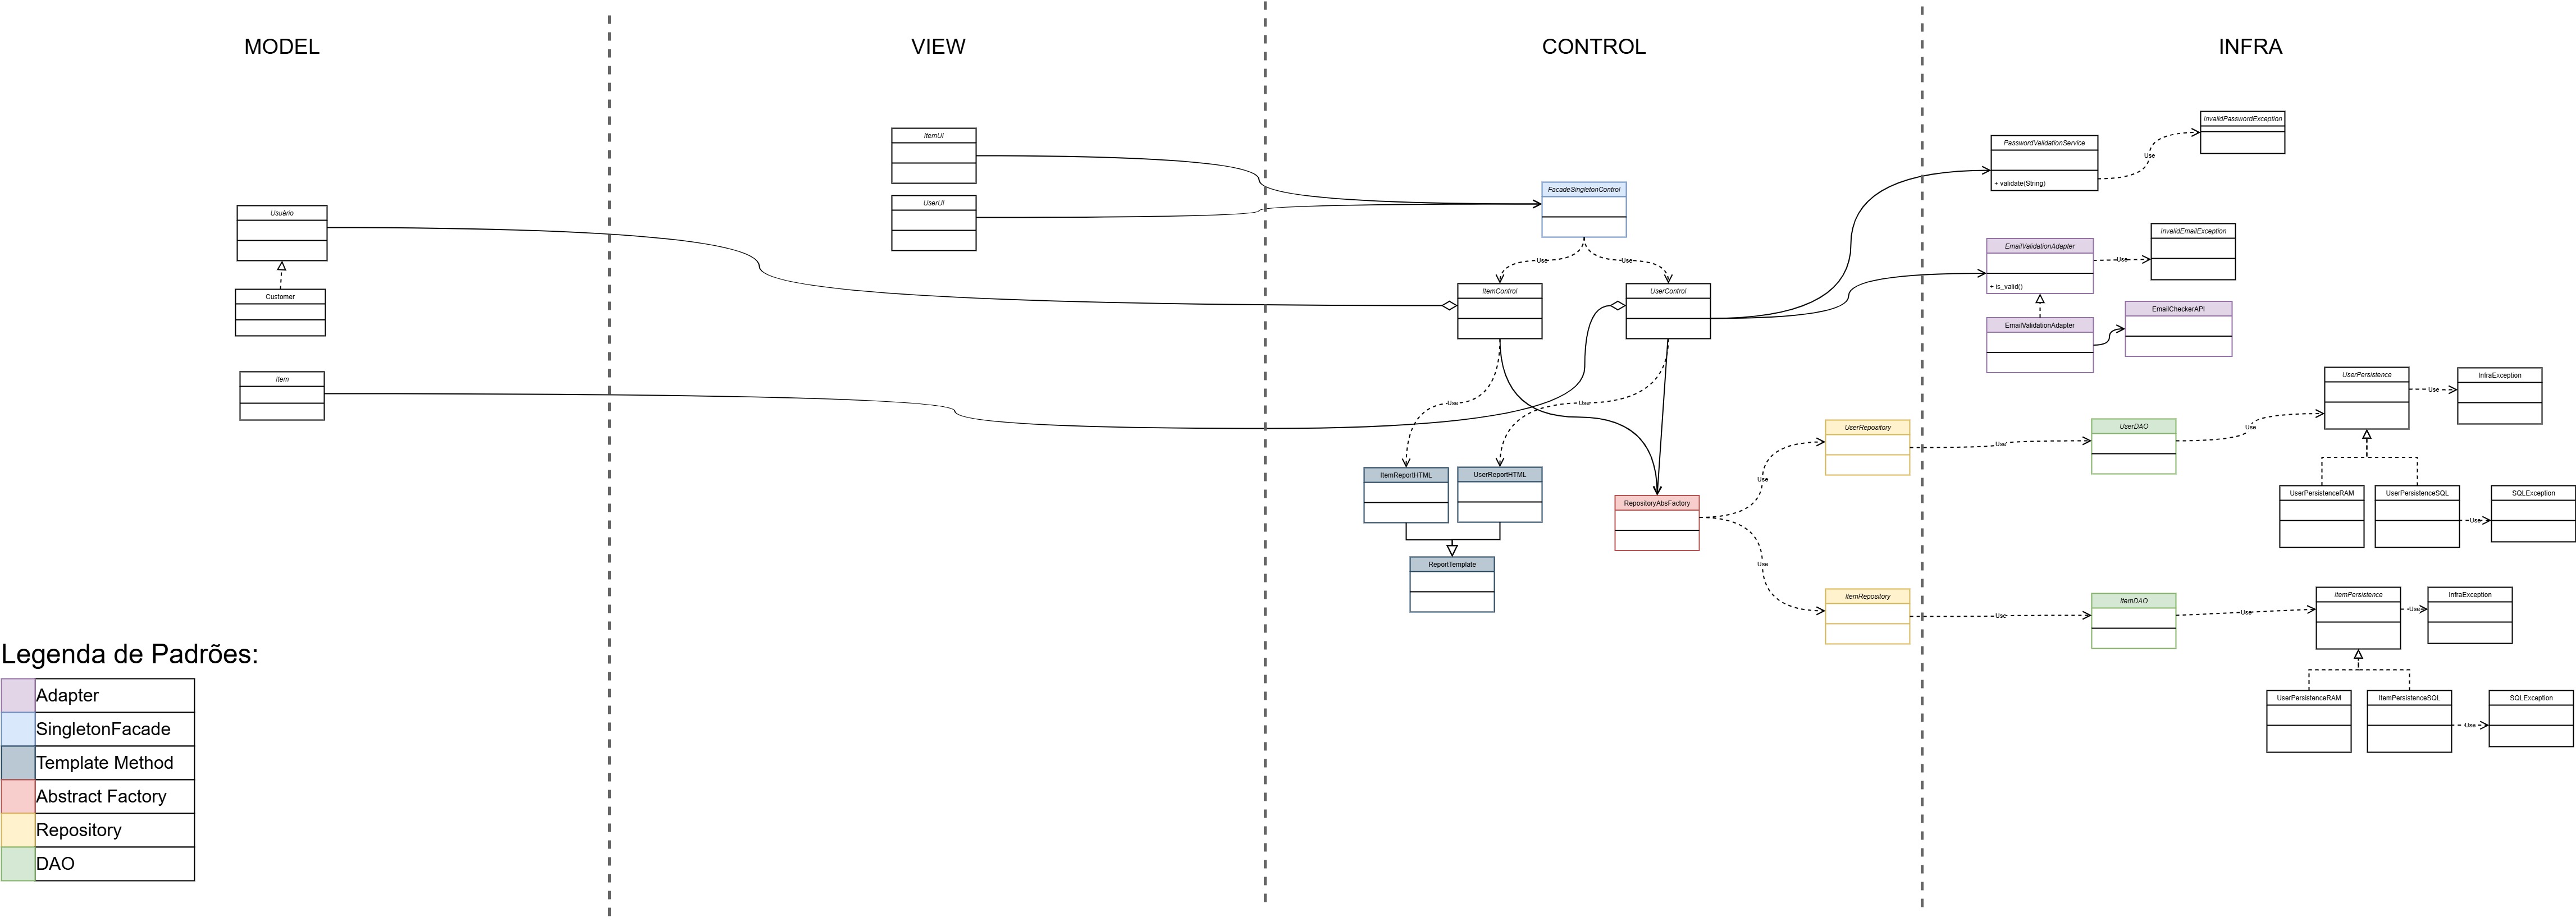 MODEL
VIEW
CONTROL
INFRA
InvalidPasswordException
ItemUI
PasswordValidationService
Use
+ validate(String)
FacadeSingletonControl
UserUI
Usuàrio
InvalidEmailException
EmailValidationAdapter
Use
Use
Use
+ is_valid()
ItemControl
UserControl
Customer
EmailCheckerAPI
EmailValidationAdapter
Item
UserPersistence
Use
InfraException
Use
Use
UserRepository
UserDAO
Use
Use
ItemReportHTML
UserReportHTML
Use
UserPersistenceRAM
UserPersistenceSQL
SQLException
RepositoryAbsFactory
Use
ReportTemplate
Use
ItemRepository
ItemDAO
ItemPersistence
InfraException
Use
Use
Use
UserPersistenceRAM
ItemPersistenceSQL
SQLException
Use
Legenda de Padrões:
Adapter
SingletonFacade
Template Method
Abstract Factory
Repository
DAO